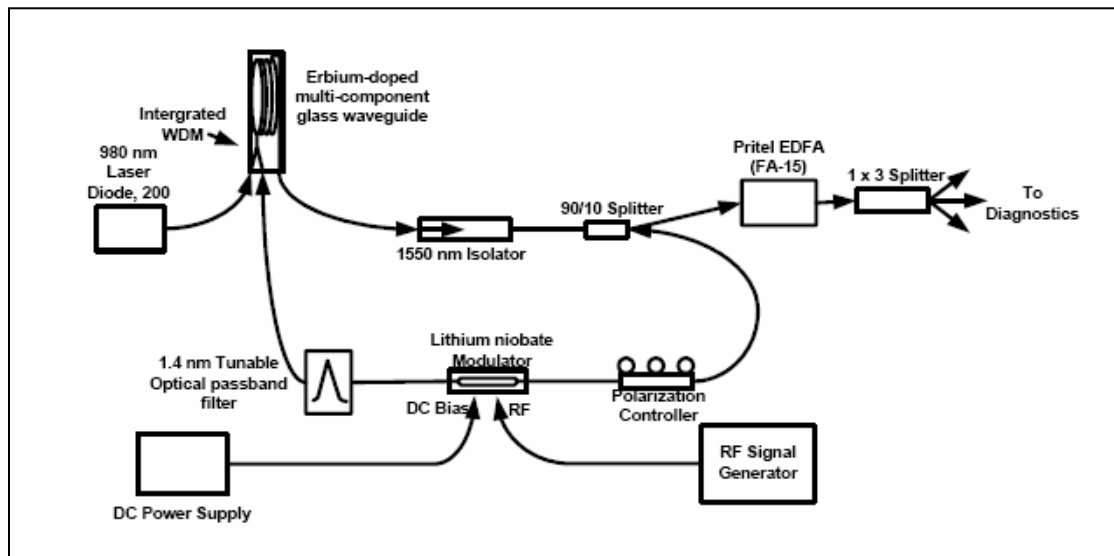 Erbium-doped
multi-component
glass waveguide
Intergrated
WDM
980 nm
Laser
Diode, 200
Pritel EDFA
(FA-15)
1 x 3 Splitter
90/10 Splitter
To
Diagnostics
1550 nm Isolator
Lithium niobate
Modulator
1.4 nm Tunable
Optical passband
filter
DC Bias
RF
Polarization
Controller
RF Signal
Generator
DC Power Supply